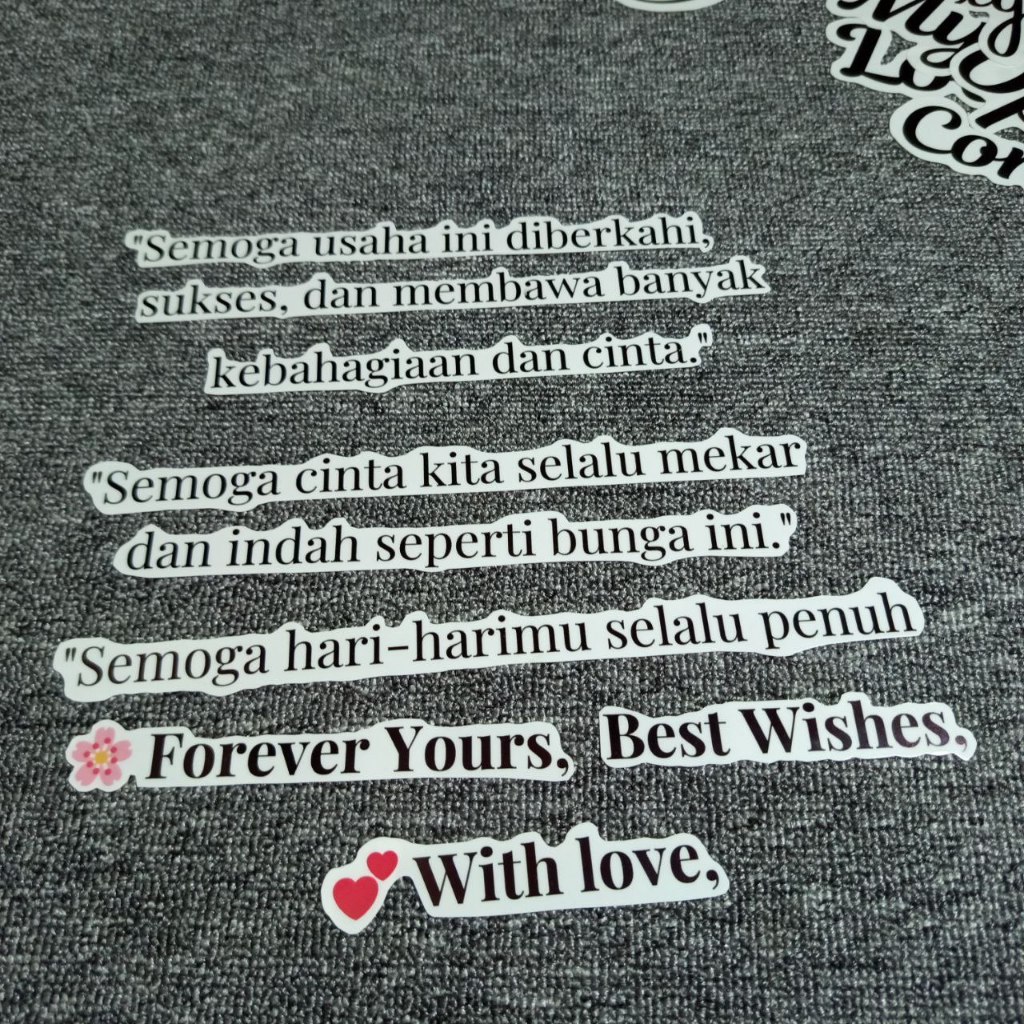 My
"Semoga usaha ini diberkahi,
sukses, dan membawa banyak
kebahagiaan dan cinta."
"Semoga cinta kita selalu mekar
dan indah seperti bunga ini."
"Semoga hari-harimu selalu penuh
🌸 Forever Yours, Best Wishes,
💕 With love,